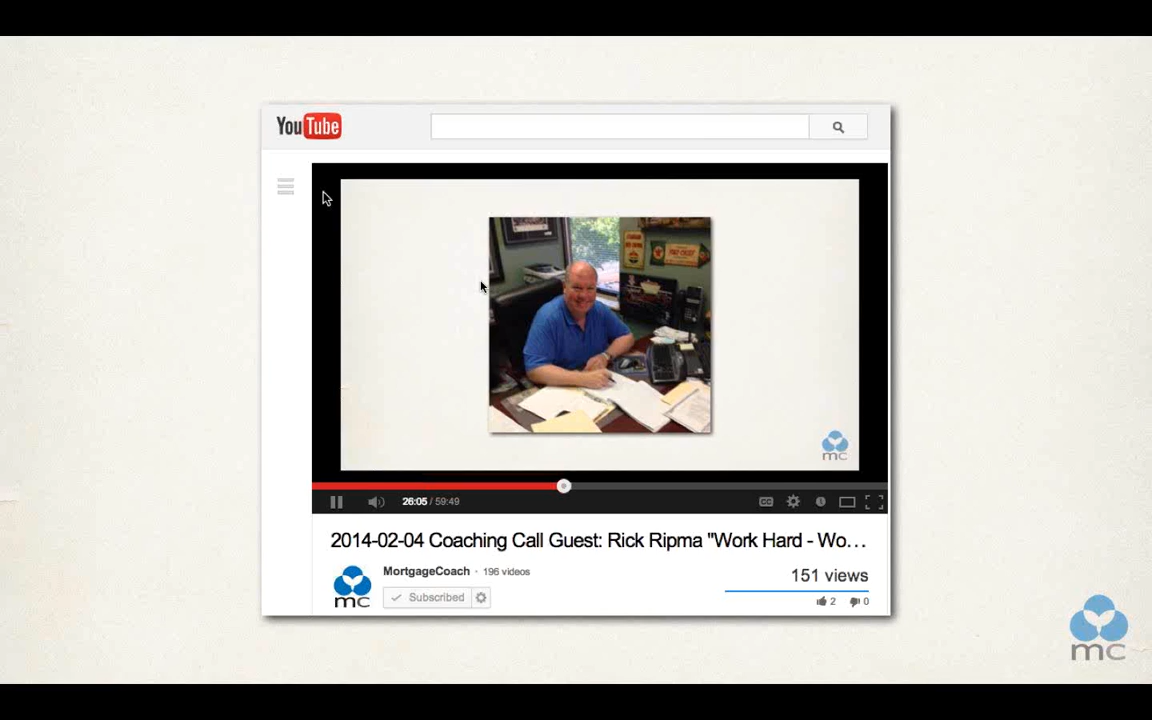 YouTube
mc
26:05 / 59:49
CC
2014-02-04 Coaching Call Guest: Rick Ripma "Work Hard - Wo...
MortgageCoach · 196 videos
151 views
mc
Subscribed
2
0
mc